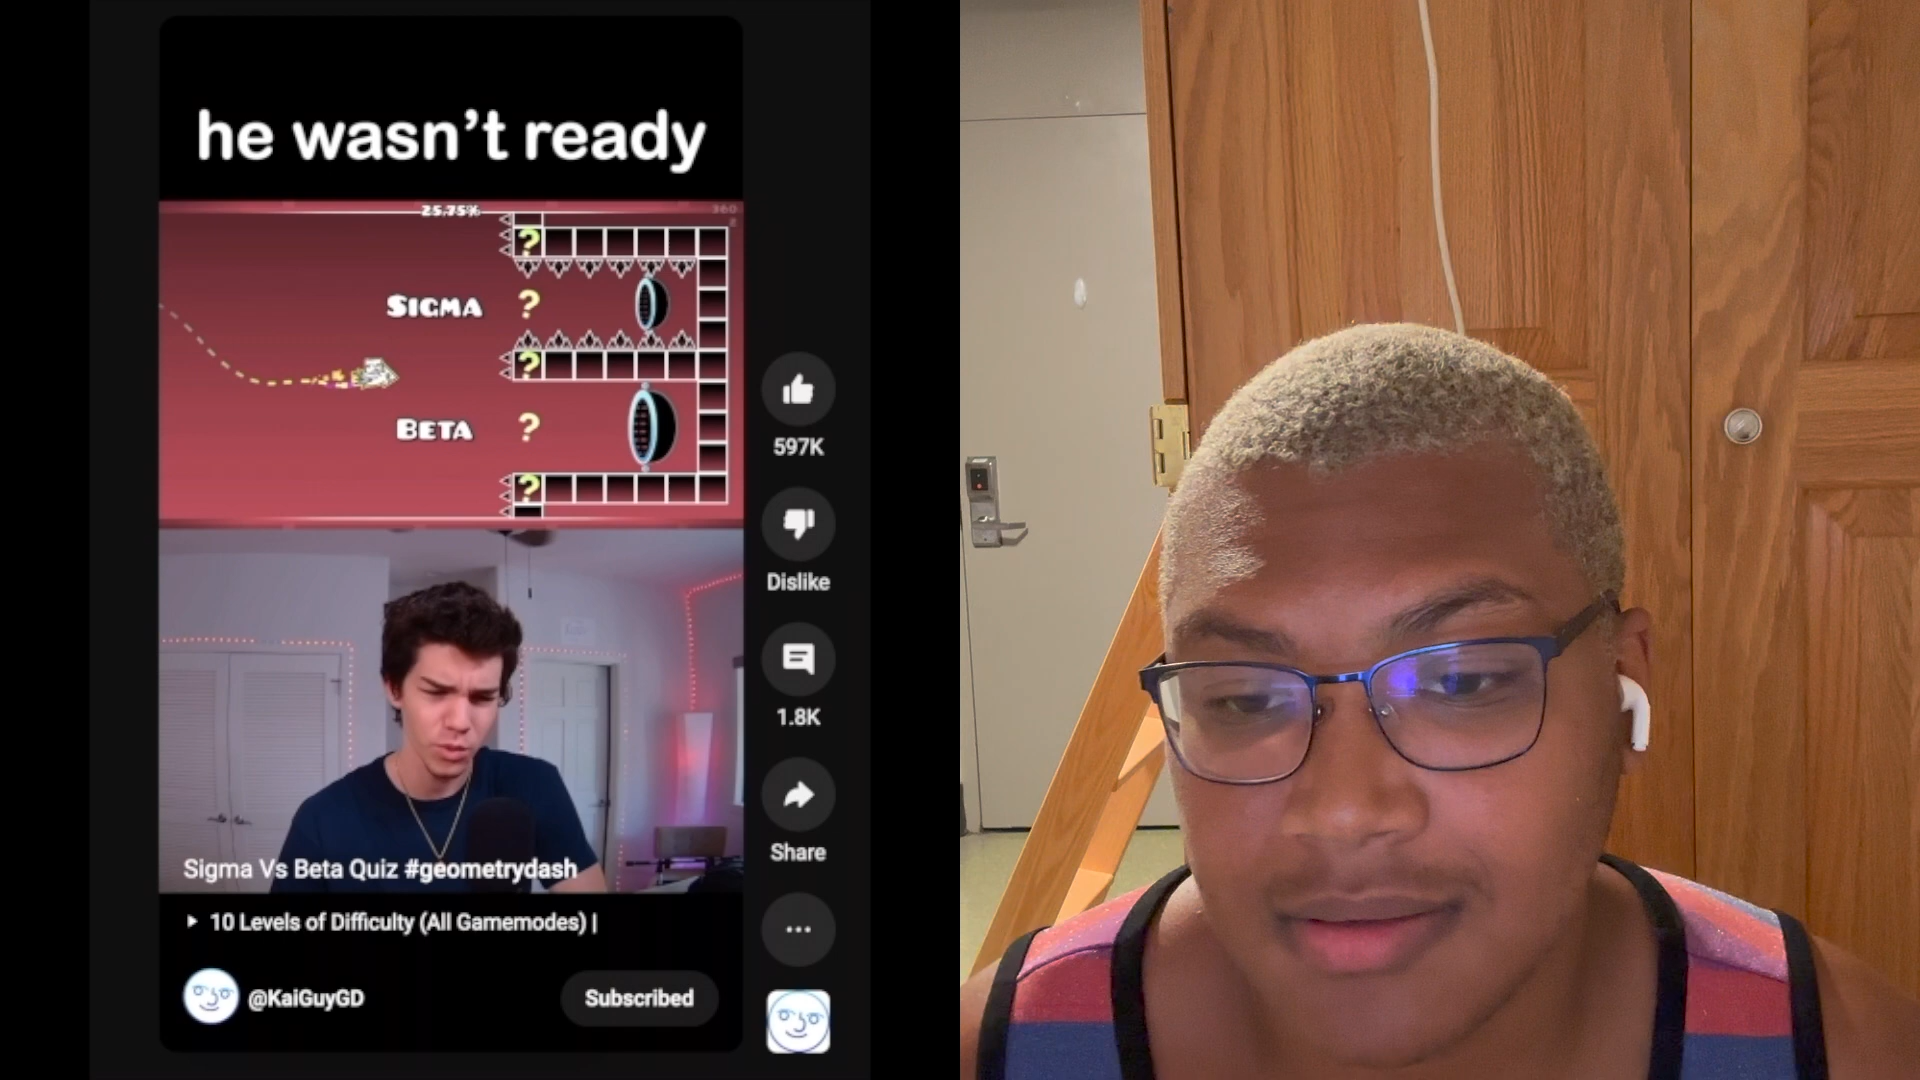 he wasn't ready
25.75%
360
SIGMA
?
?
?
BETA
?
?
597K
Dislike
1.8K
Share
Sigma Vs Beta Quiz #geometrydash
10 Levels of Difficulty (All Gamemodes) |
@KaiGuyGD
Subscribed